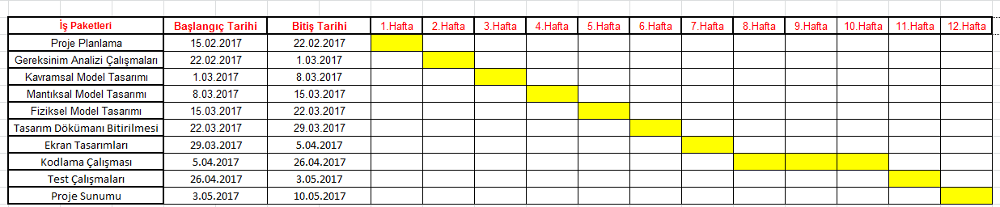 İş Paketleri Başlangıç Tarihi Bitiş Tarihi 1.Hafta 2.Hafta 3.Hafta 4.Hafta 5.Hafta 6.Hafta 7.Hafta 8.Hafta 9.Hafta 10.Hafta 11.Hafta 12.Hafta
Proje Planlama 15.02.2017 22.02.2017
Gereksinim Analizi Çalışmaları 22.02.2017 1.03.2017
Kavramsal Model Tasarımı 1.03.2017 8.03.2017
Mantıksal Model Tasarımı 8.03.2017 15.03.2017
Fiziksel Model Tasarımı 15.03.2017 22.03.2017
Tasarım Dökümanı Bitirilmesi 22.03.2017 29.03.2017
Ekran Tasarımları 29.03.2017 5.04.2017
Kodlama Çalışması 5.04.2017 26.04.2017
Test Çalışmaları 26.04.2017 3.05.2017
Proje Sunumu 3.05.2017 10.05.2017